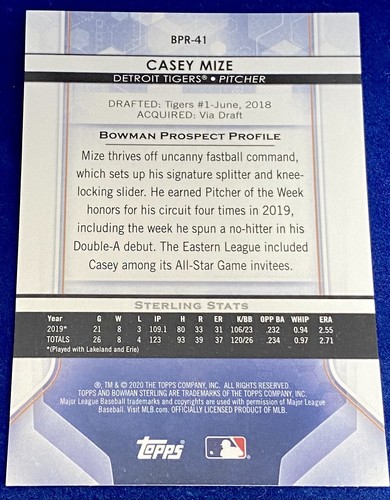 BPR-41
CASEY MIZE
DETROIT TIGERS® • PITCHER
DRAFTED: Tigers #1-June, 2018
ACQUIRED: Via Draft
BOWMAN PROSPECT PROFILE
Mize thrives off uncanny fastball command,
which sets up his signature splitter and knee-
locking slider. He earned Pitcher of the Week
honors for his circuit four times in 2019,
including the week he spun a no-hitter in his
Double-A debut. The Eastern League included
Casey among its All-Star Game invitees.
STERLING STATS
Year G W L IP H R ER K/BB OPP BA WHIP ERA
2019* 21 8 3 109.1 80 33 31 106/23 .232 0.94 2.55
TOTALS 26 8 4 123 93 39 37 120/26 .234 0.97 2.71
*(Played with Lakeland and Erie)
®, TM & © 2020 THE TOPPS COMPANY, INC. ALL RIGHTS RESERVED.
TOPPS AND BOWMAN STERLING ARE TRADEMARKS OF THE TOPPS COMPANY, INC.
Major League Baseball trademarks and copyrights are used with permission of Major League
Baseball. Visit MLB.com. OFFICIALLY LICENSED PRODUCT OF MLB.
topps